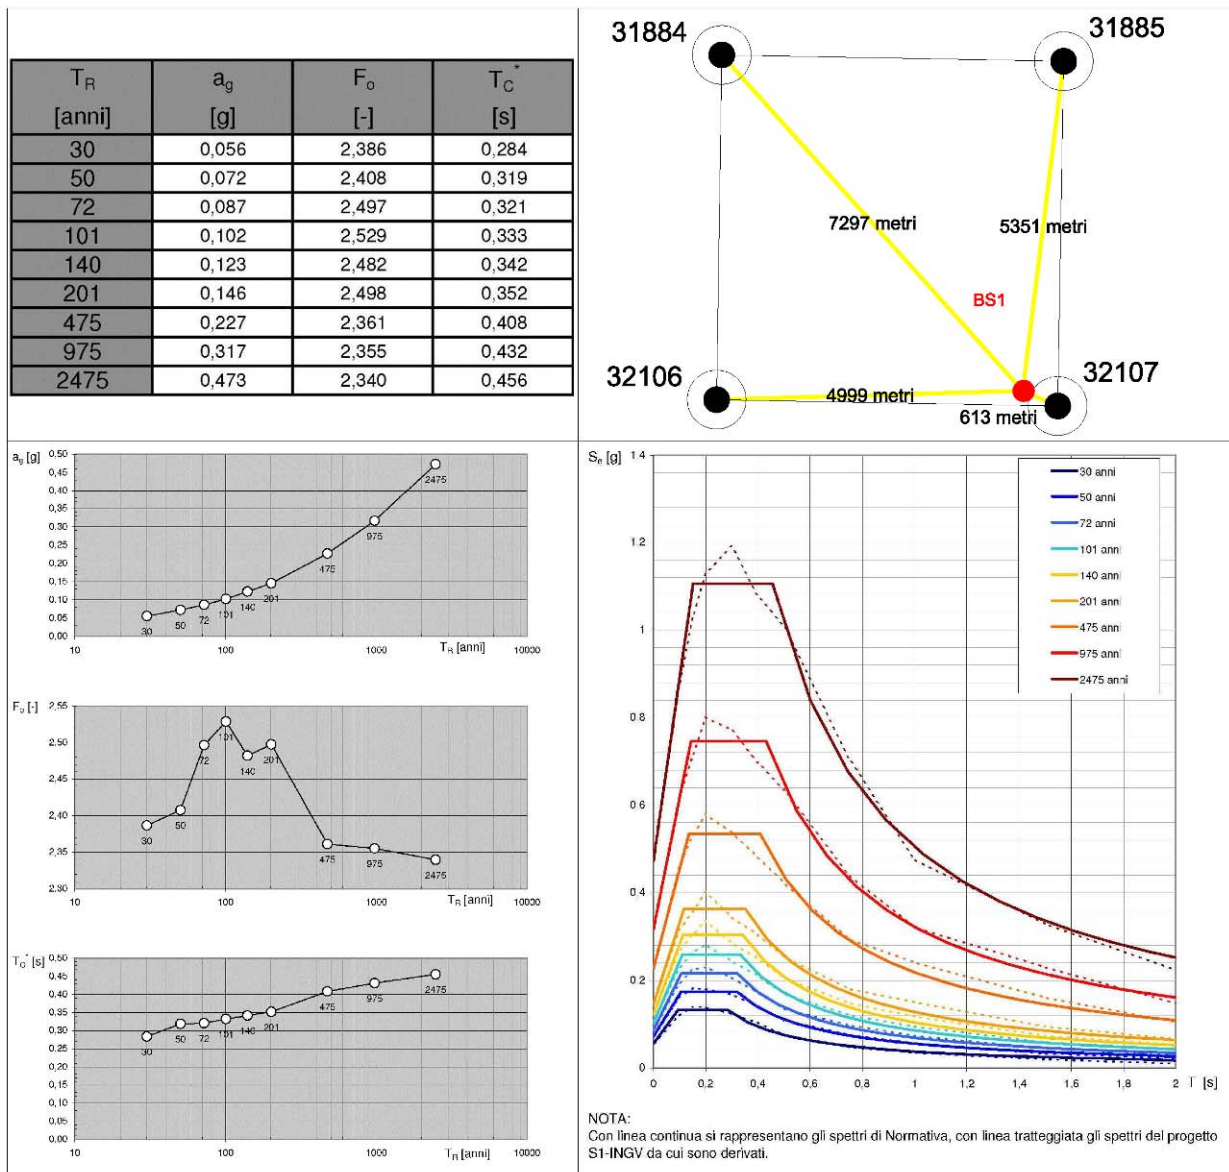 T_R a_g F_o T_C*
[anni] [g] [-] [s]
30 0,056 2,386 0,284
50 0,072 2,408 0,319
72 0,087 2,497 0,321
101 0,102 2,529 0,333
140 0,123 2,482 0,342
201 0,146 2,498 0,352
475 0,227 2,361 0,408
975 0,317 2,355 0,432
2475 0,473 2,340 0,456
31884
31885
7297 metri
5351 metri
BS1
32106
32107
4999 metri
613 metri
a_g [g]
0,50
0,45
0,40
0,35
0,30
0,25
0,20
0,15
0,10
0,05
0,00
30
50
72
101
140
201
475
975
2475
10 100 1000 10000
T_R [anni]
F_o [-]
2,55
2,50
2,45
2,40
2,35
2,30
30
50
72
101
140
201
475
975
2475
10 100 1000 10000
T_R [anni]
T_C* [s]
0,50
0,45
0,40
0,35
0,30
0,25
0,20
0,15
0,10
0,05
0,00
30
50
72
101
140
201
475
975
2475
10 100 1000 10000
T_R [anni]
S_e [g]
1.4
1.2
1
0.8
0.6
0.4
0.2
0
30 anni
50 anni
72 anni
101 anni
140 anni
201 anni
475 anni
975 anni
2475 anni
0 0,2 0,4 0,6 0,8 1 1,2 1,4 1,6 1,8 2 T [s]
NOTA:
Con linea continua si rappresentano gli spettri di Normativa, con linea tratteggiata gli spettri del progetto
S1-INGV da cui sono derivati.